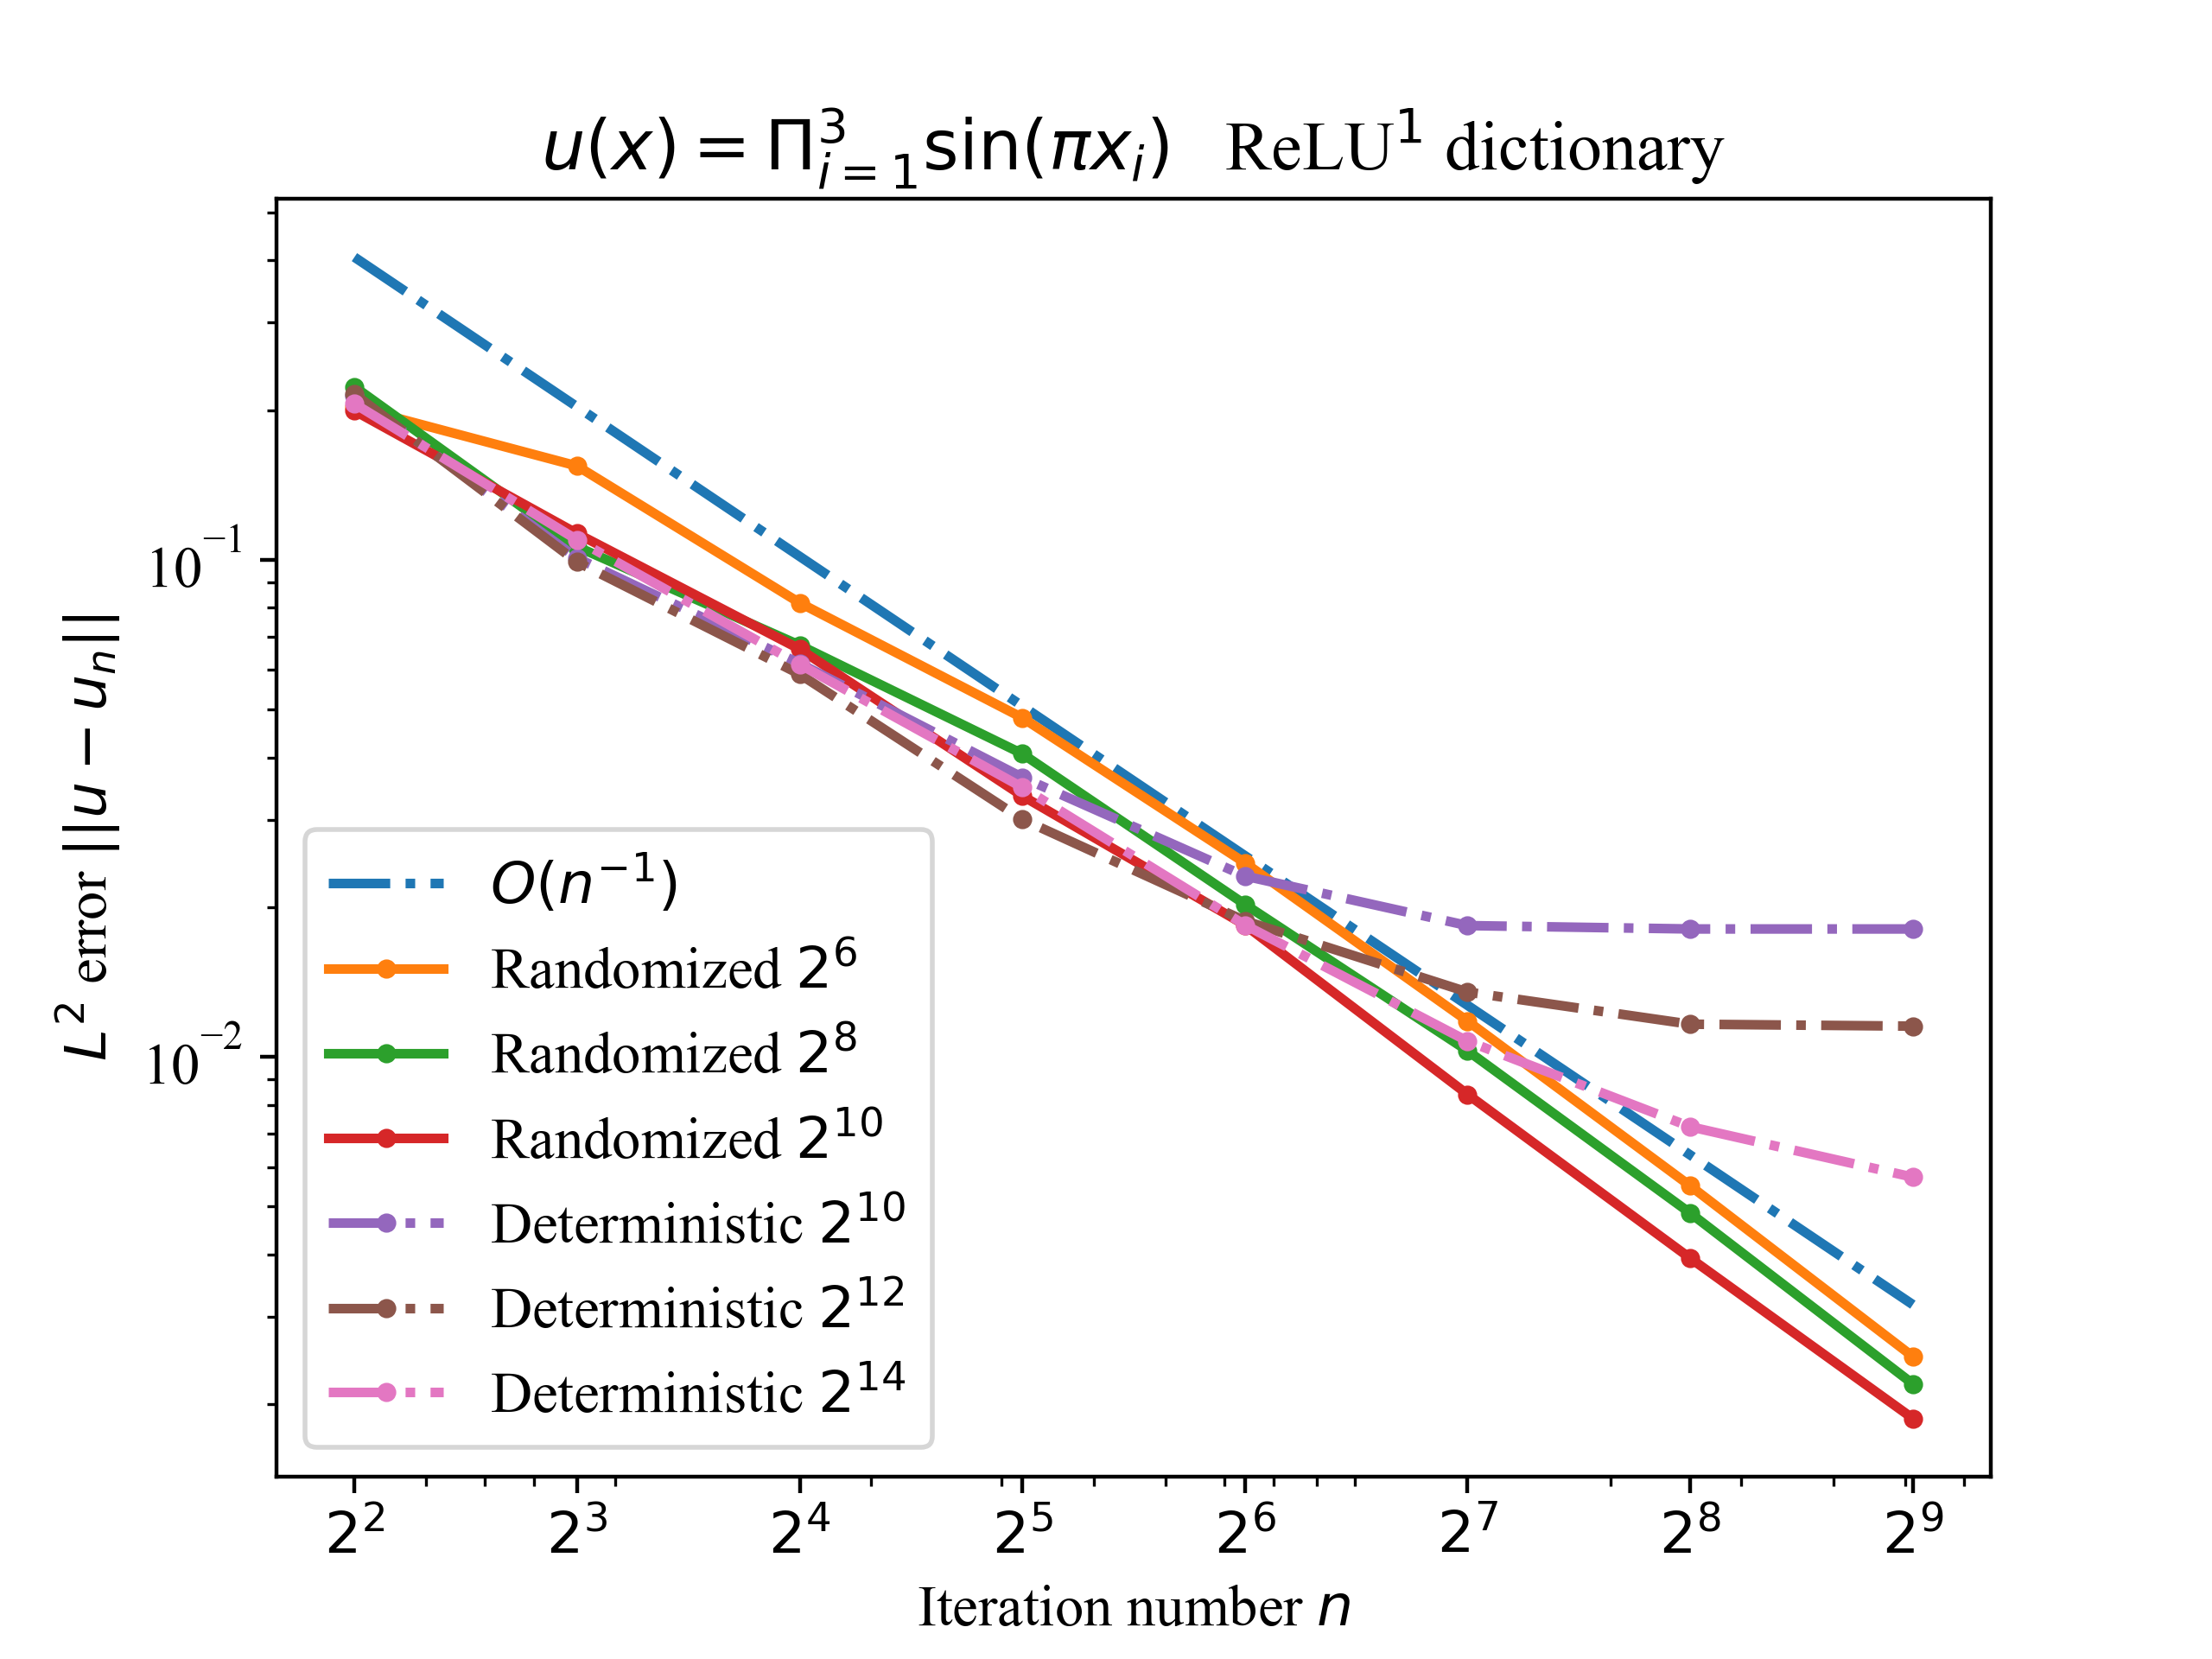 u(x) = Π³ᵢ₌₁sin(πxᵢ) ReLU¹ dictionary
L² error ||u − uₙ||
10⁻¹
10⁻²
O(n⁻¹)
Randomized 2⁶
Randomized 2⁸
Randomized 2¹⁰
Deterministic 2¹⁰
Deterministic 2¹²
Deterministic 2¹⁴
2² 2³ 2⁴ 2⁵ 2⁶ 2⁷ 2⁸ 2⁹
Iteration number n